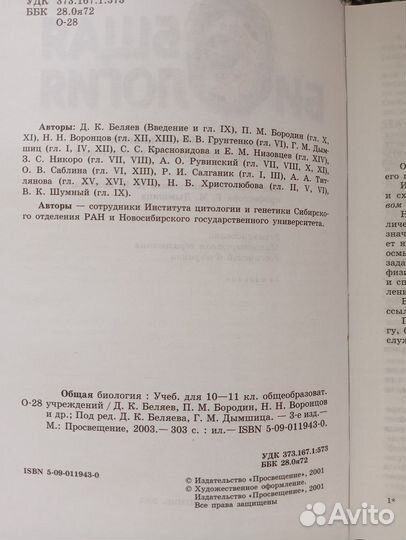 УДК 373.167.1:573
ББК 28.0я72
О-28
Авторы: Д. К. Беляев (Введение и гл. IX), П. М. Бородин (гл. X,
XI), Н. Н. Воронцов (гл. VII, VIII), Е. В. Грунтенко (гл. VI), Г. М. Дым-
шиц (гл. I, IV, XII), С. С. Красновидова и Е. М. Низовцев (гл. XIV),
З. С. Никоро (гл. VII, VIII), А. О. Рувинский (гл. V, VII, VIII, X, XI),
О. В. Саблина (гл. VI, XIII), Р. И. Салганик (гл. I, III), А. А. Тит-
лянова (гл. XV, XVI, XVII), Н. Б. Христолюбова (гл. II, V, VI),
В. К. Шумный (гл. IX).
Авторы — сотрудники Института цитологии и генетики Сибирско-
го отделения РАН и Новосибирского государственного университета.
Общая биология : Учеб. для 10—11 кл. общеобразоват.
О-28 учреждений / Д. К. Беляев, П. М. Бородин, Н. Н. Воронцов
и др.; Под ред. Д. К. Беляева, Г. М. Дымшица. — 3-е изд.—
М.: Просвещение, 2003.— 303 с. : ил.— ISBN 5-09-011943-0.
УДК 373.167.1:573
ББК 28.0я72
ISBN 5-09-011943-0
© Издательство «Просвещение», 2001
© Художественное оформление.
Издательство «Просвещение», 2001
Все права защищены
1*
Avito